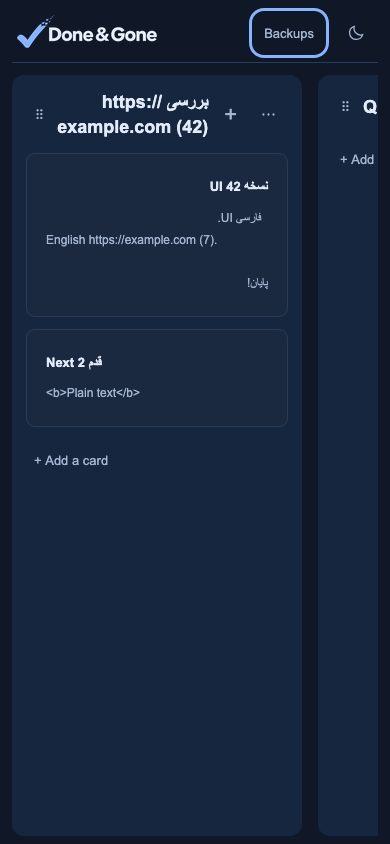 Done & Gone
Backups
بررسی https://
example.com (42)
+
...
نسخه 42 UI
فارسی UI.
English https://example.com (7).
پایان!
قدم 2 Next
<b>Plain text</b>
+ Add a card
Q
+ Add